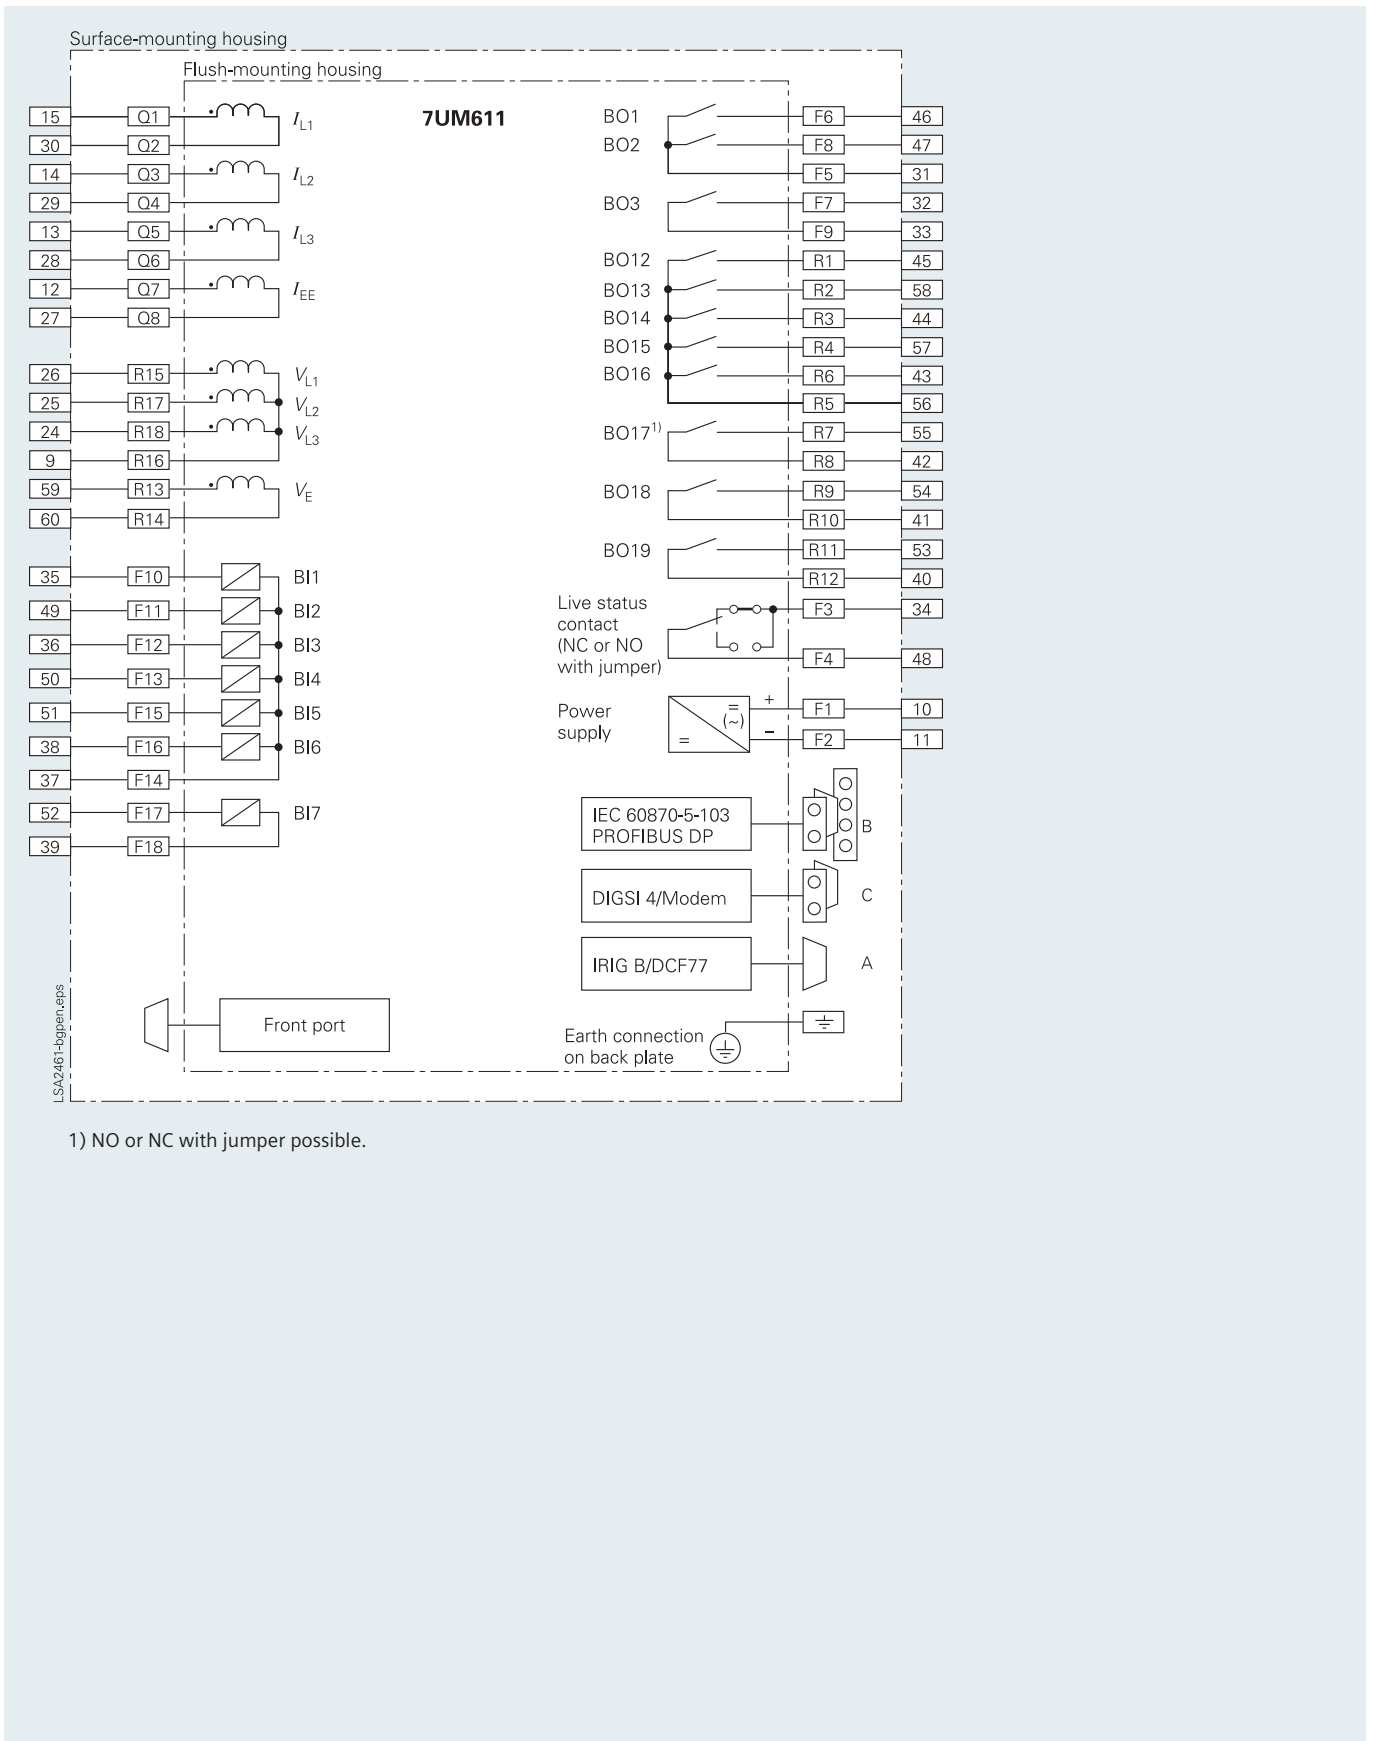 Surface-mounting housing
Flush-mounting housing
7UM611
15 Q1 IL1
30 Q2
14 Q3 IL2
29 Q4
13 Q5 IL3
28 Q6
12 Q7 IEE
27 Q8
26 R15 VL1
25 R17 VL2
24 R18 VL3
9 R16
59 R13 VE
60 R14
35 F10 BI1
49 F11 BI2
36 F12 BI3
50 F13 BI4
51 F15 BI5
38 F16 BI6
37 F14
52 F17 BI7
39 F18
Front port
BO1 F6 46
BO2 F8 47
F5 31
BO3 F7 32
F9 33
BO12 R1 45
BO13 R2 58
BO14 R3 44
BO15 R4 57
BO16 R6 43
R5 56
BO17 1) R7 55
R8 42
BO18 R9 54
R10 41
BO19 R11 53
R12 40
Live status
contact
(NC or NO
with jumper)
F3 34
F4 48
Power
supply
= (~) =
+ F1 10
– F2 11
IEC 60870-5-103
PROFIBUS DP
B
DIGSI 4/Modem
C
IRIG B/DCF77
A
Earth connection
on back plate
LSA2461-bgpen.eps
1) NO or NC with jumper possible.